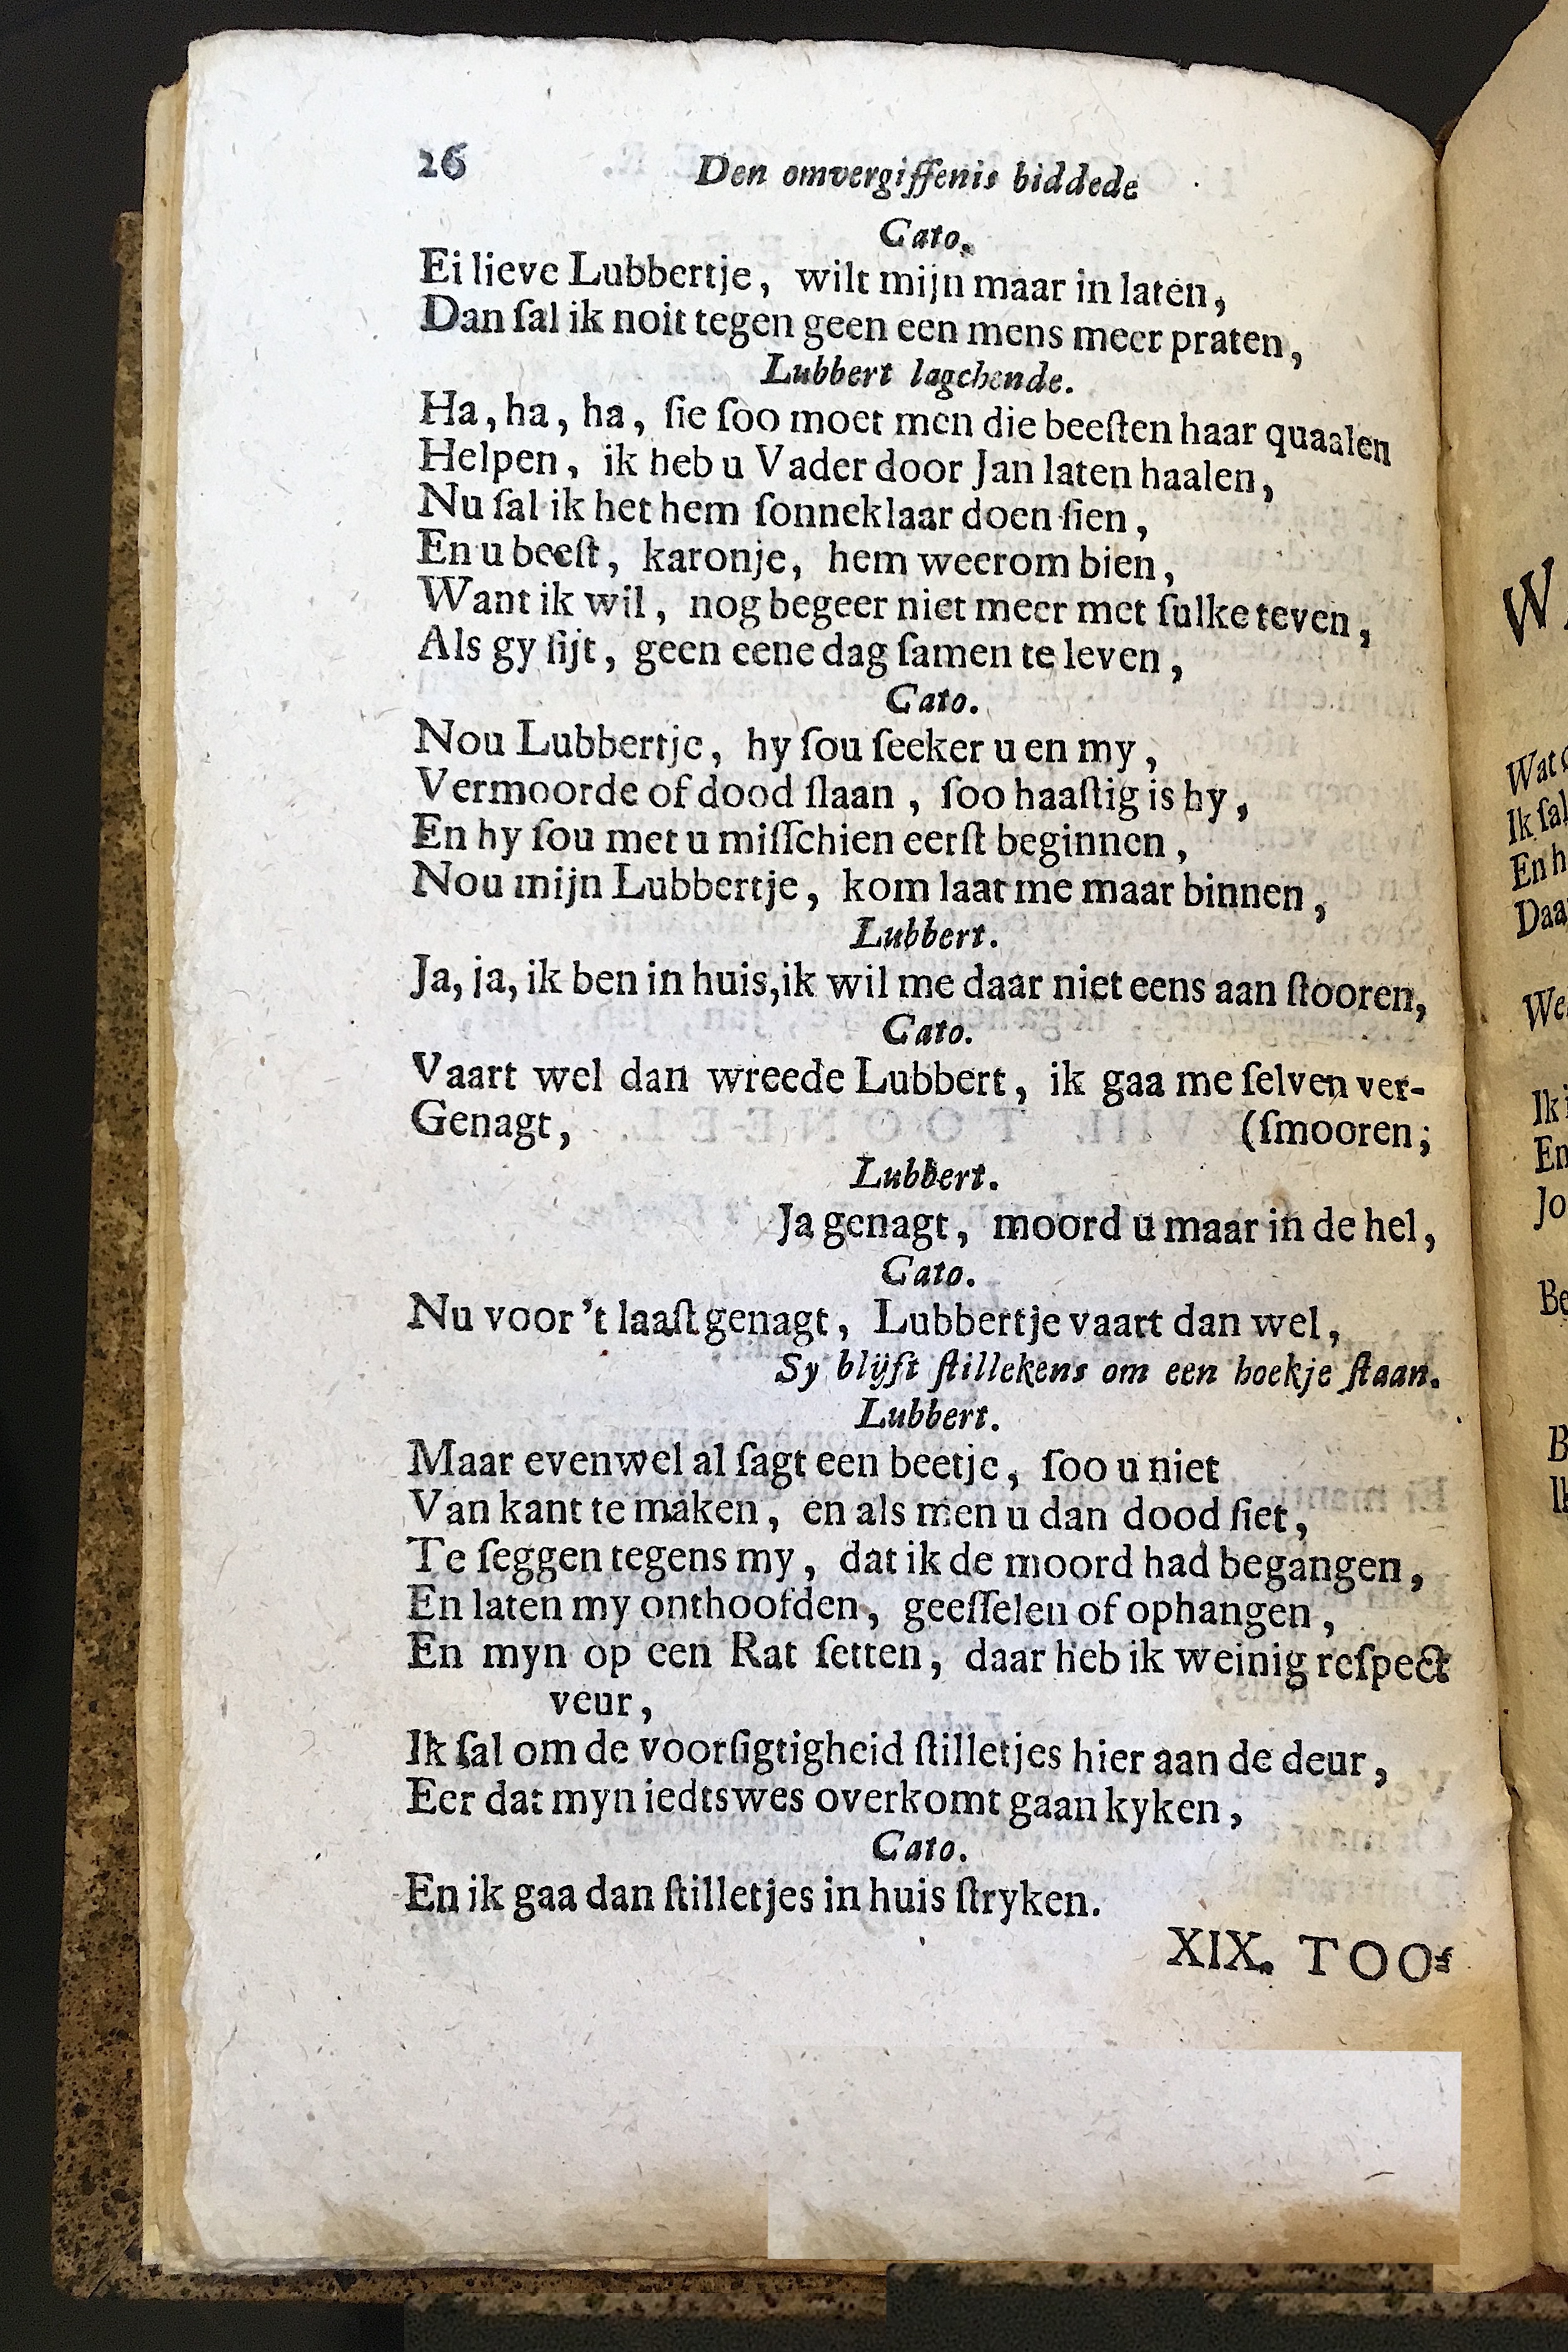 26 Den omvergiffenis biddede
Cato.
Ei lieve Lubbertje, wilt mijn maar in laten,
Dan ſal ik noit tegen geen een mens meer praten,
Lubbert lagchende.
Ha, ha, ha, ſie ſoo moet men die beeſten haar quaalen
Helpen, ik heb u Vader door Jan laten haalen,
Nu ſal ik het hem ſonneklaar doen ſien,
En u beeſt, karonje, hem weerom bien,
Want ik wil, nog begeer niet meer met ſulke teven,
Als gy ſijt, geen eene dag ſamen te leven,
Cato.
Nou Lubbertje, hy ſou ſeeker u en my,
Vermoorde of dood ſlaan, ſoo haaſtig is hy,
En hy ſou met u miſſchien eerſt beginnen,
Nou mijn Lubbertje, kom laat me maar binnen,
Lubbert.
Ja, ja, ik ben in huis, ik wil me daar niet eens aan ſtooren,
Cato.
Vaart wel dan wreede Lubbert, ik gaa me ſelven ver-
Genagt, (ſmooren;
Lubbert.
Ja genagt, moord u maar in de hel,
Cato.
Nu voor 't laaſt genagt, Lubbertje vaart dan wel,
Sy blijft ſtillekens om een hoekje ſtaan.
Lubbert.
Maar evenwel al ſagt een beetje, ſoo u niet
Van kant te maken, en als men u dan dood ſiet,
Te ſeggen tegens my, dat ik de moord had begangen,
En laten my onthoofden, geeſſelen of ophangen,
En myn op een Rat ſetten, daar heb ik weinig reſpect
veur,
Ik ſal om de voorſigtigheid ſtilletjes hier aan de deur,
Eer dat myn iedtswes overkomt gaan kyken,
Cato.
En ik gaa dan ſtilletjes in huis ſtryken.
XIX. TOO-
W
Wat
Ik ſal
En h
Daa
We
Ik
En
Jo
Be
B